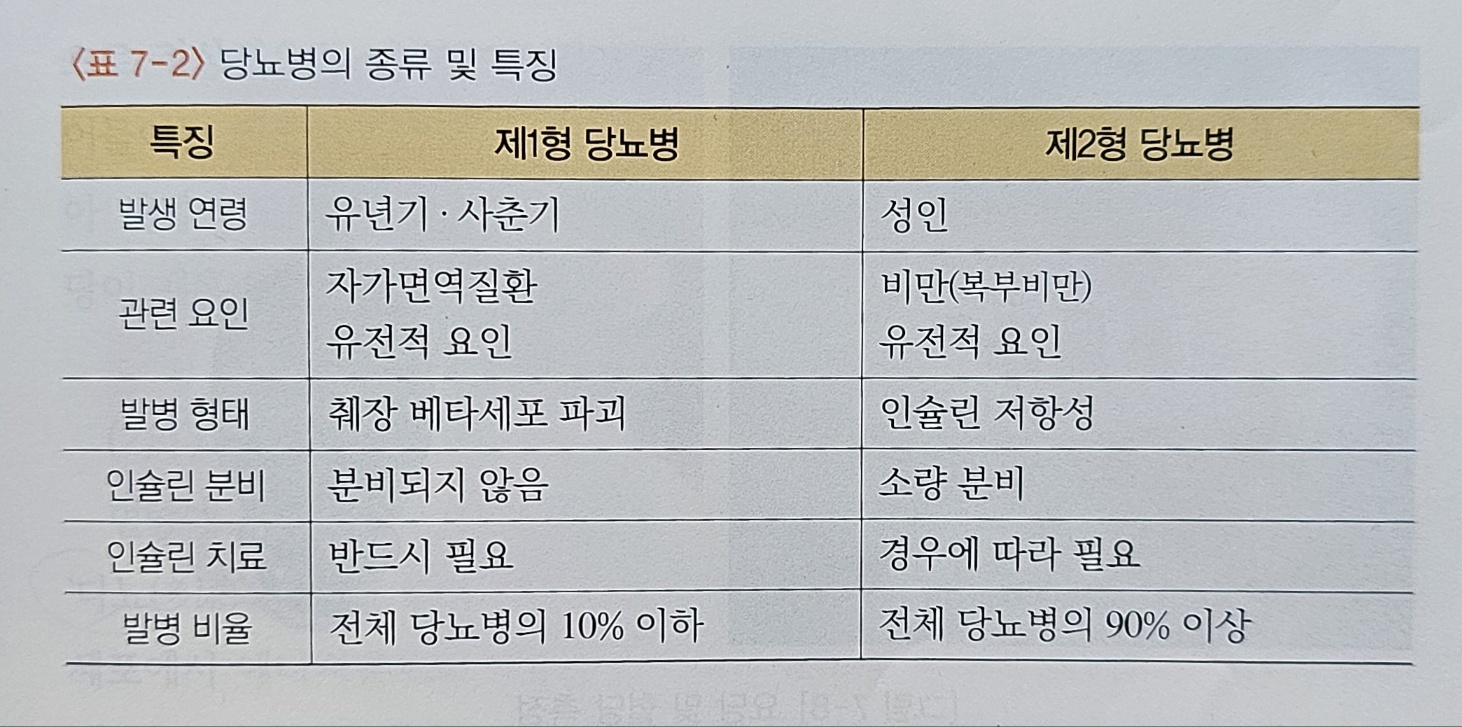 〈표 7-2〉 당뇨병의 종류 및 특징
특징 제1형 당뇨병 제2형 당뇨병
발생 연령 유년기·사춘기 성인
관련 요인 자가면역질환 비만(복부비만)
유전적 요인 유전적 요인
발병 형태 췌장 베타세포 파괴 인슐린 저항성
인슐린 분비 분비되지 않음 소량 분비
인슐린 치료 반드시 필요 경우에 따라 필요
발병 비율 전체 당뇨병의 10% 이하 전체 당뇨병의 90% 이상